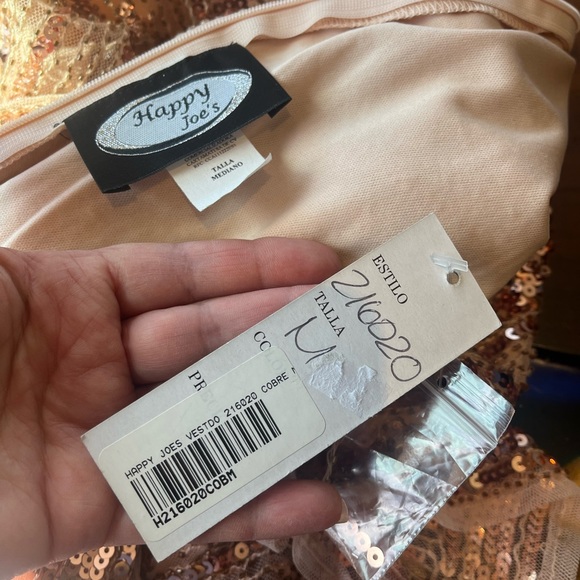 Happy
Joe's
TALLA
MEDIANO
ESTILO
216020
TALLA
M
HAPPY JOES VESTDO 216020 COBRE
H216020COBM